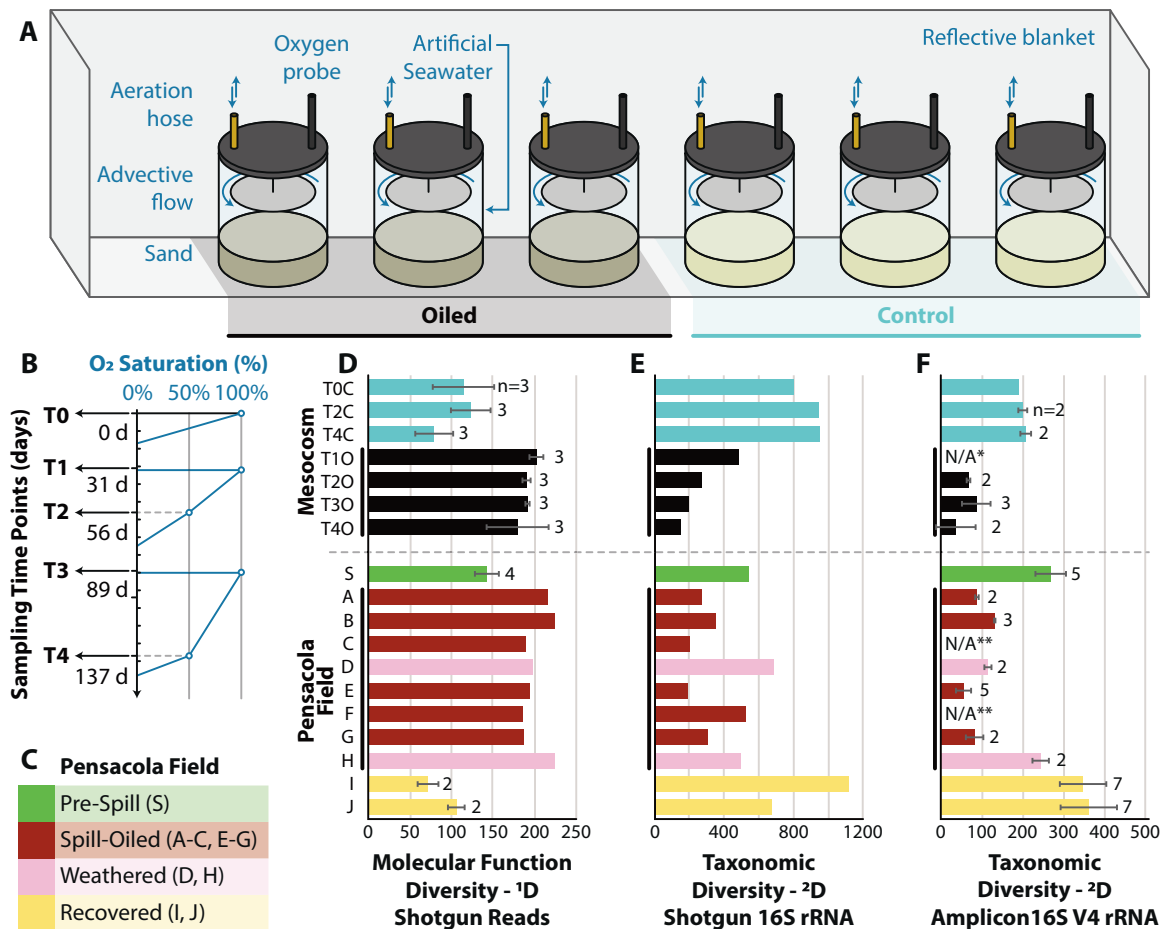 A
Oxygen
probe
Artificial
Seawater
Reflective blanket
Aeration
hose
Advective
flow
Sand
Oiled
Control
B
O₂ Saturation (%)
0% 50% 100%
Sampling Time Points (days)
T0
0 d
T1
31 d
T2
56 d
T3
89 d
T4
137 d
C
Pensacola Field
Pre-Spill (S)
Spill-Oiled (A-C, E-G)
Weathered (D, H)
Recovered (I, J)
D
Mesocosm
Pensacola
Field
T0C n=3
T2C 3
T4C 3
T1O 3
T2O 3
T3O 3
T4O 3
S 4
A
B
C
D
E
F
G
H
I 2
J 2
0 50 100 150 200 250
Molecular Function
Diversity - ¹D
Shotgun Reads
E
0 400 800 1200
Taxonomic
Diversity - ²D
Shotgun 16S rRNA
F
n=2
2
N/A*
2
3
2
5
2
3
N/A**
2
5
N/A**
2
2
7
7
0 100 200 300 400 500
Taxonomic
Diversity - ²D
Amplicon16S V4 rRNA